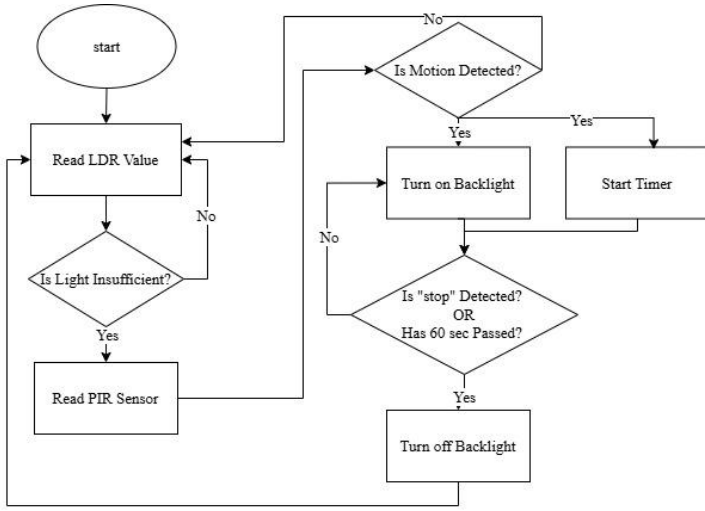 start
Read LDR Value
No
Is Light Insufficient?
Yes
Read PIR Sensor
No
Is Motion Detected?
Yes
Yes
Turn on Backlight
Start Timer
No
Is "stop" Detected?
OR
Has 60 sec Passed?
Yes
Turn off Backlight